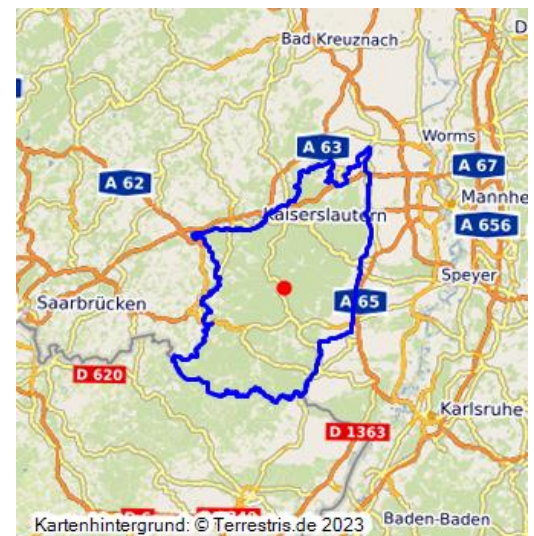 Bad Kreuznach
D
Worms
A 63
A 67
A 62
Mannhe
Kaiserslautern
A 656
Speyer
A 65
Saarbrücken
D 620
Karlsruhe
D 1363
Baden-Baden
Kartenhintergrund: © Terrestris.de 2023